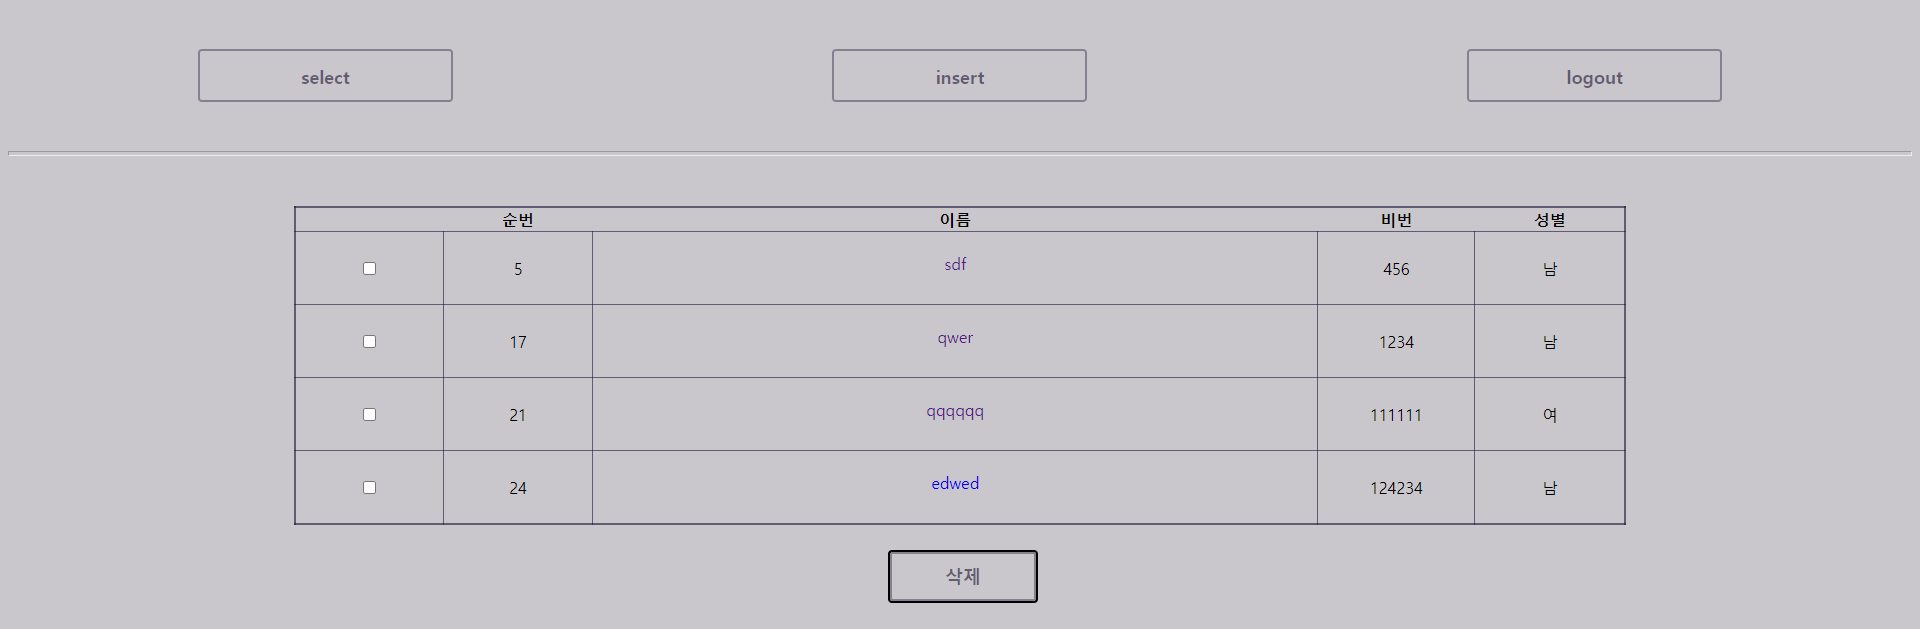 select insert logout
순번 이름 비번 성별
5 sdf 456 남
17 qwer 1234 남
21 qqqqqq 111111 여
24 edwed 124234 남
삭제